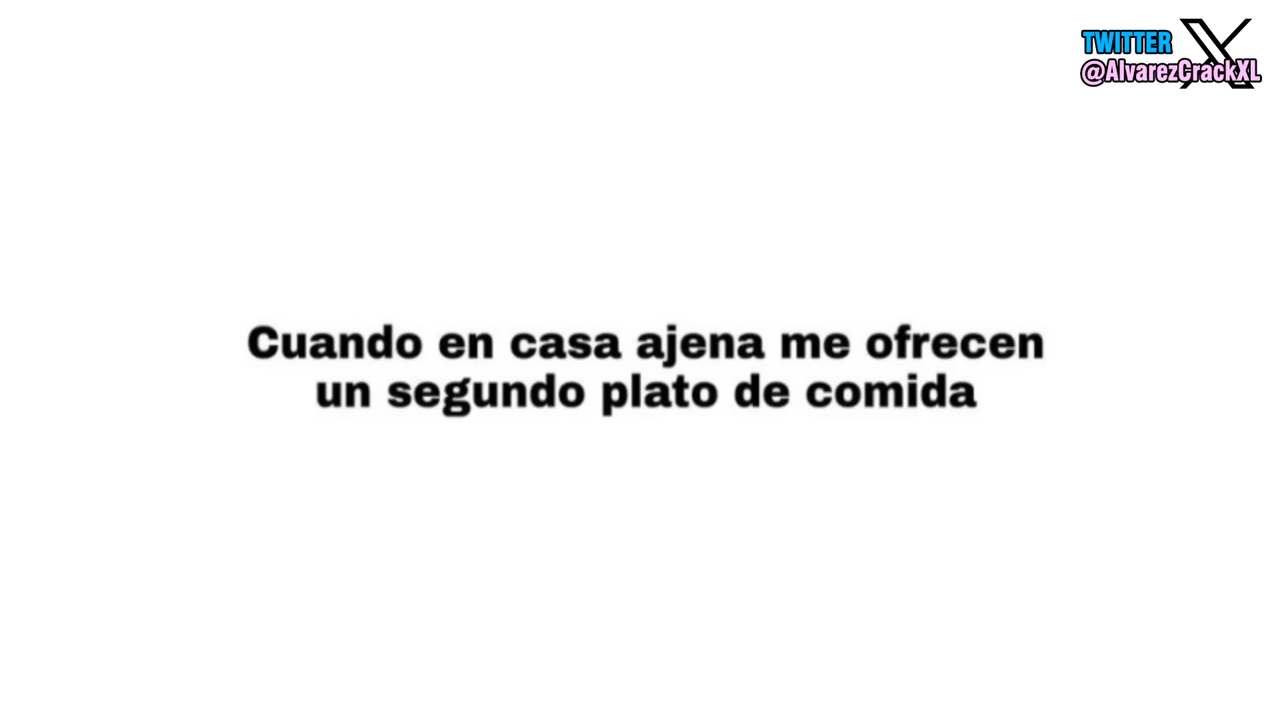 TWITTER
@AlvarezCrackXL
Cuando en casa ajena me ofrecen
un segundo plato de comida